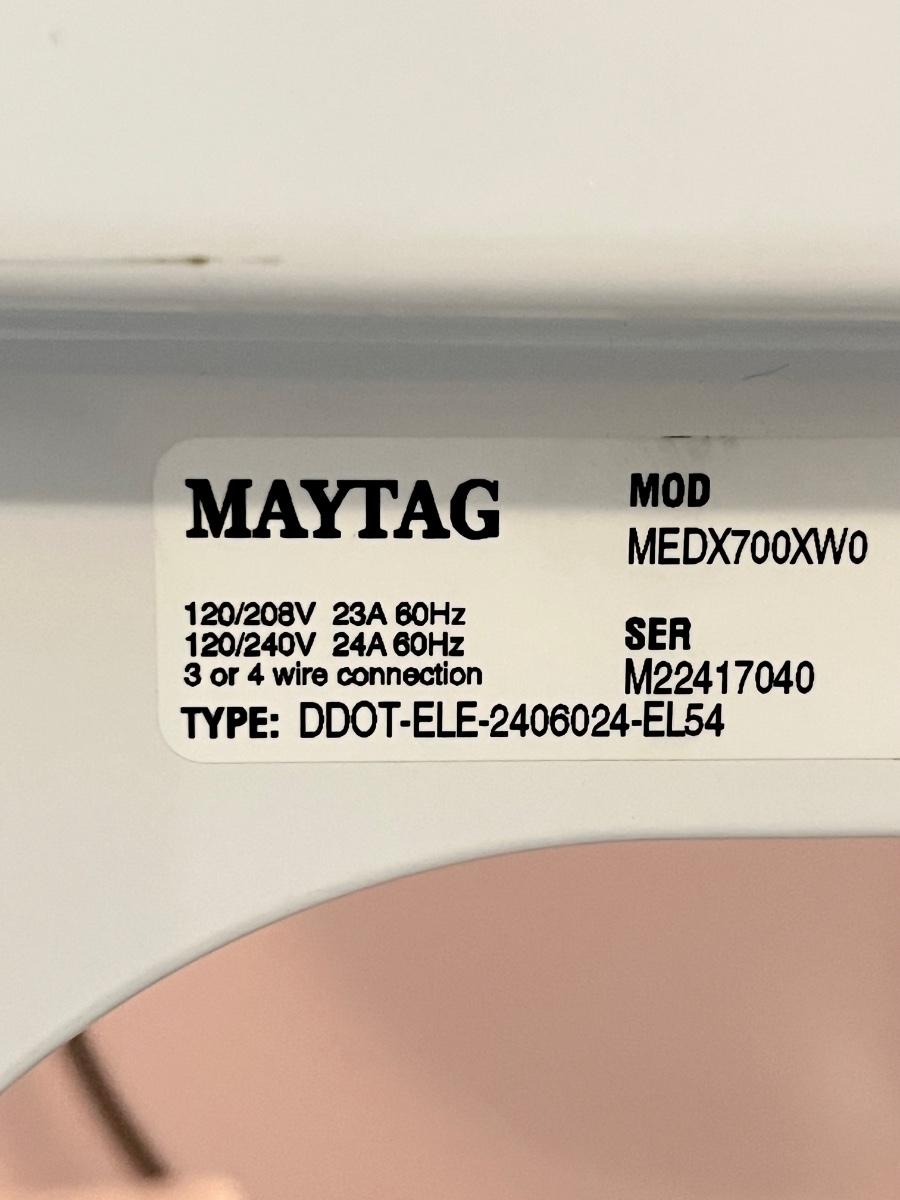 MAYTAG
120/208V 23A 60Hz
120/240V 24A 60Hz
3 or 4 wire connection
TYPE: DDOT-ELE-2406024-EL54
MOD
MEDX700XW0
SER
M22417040